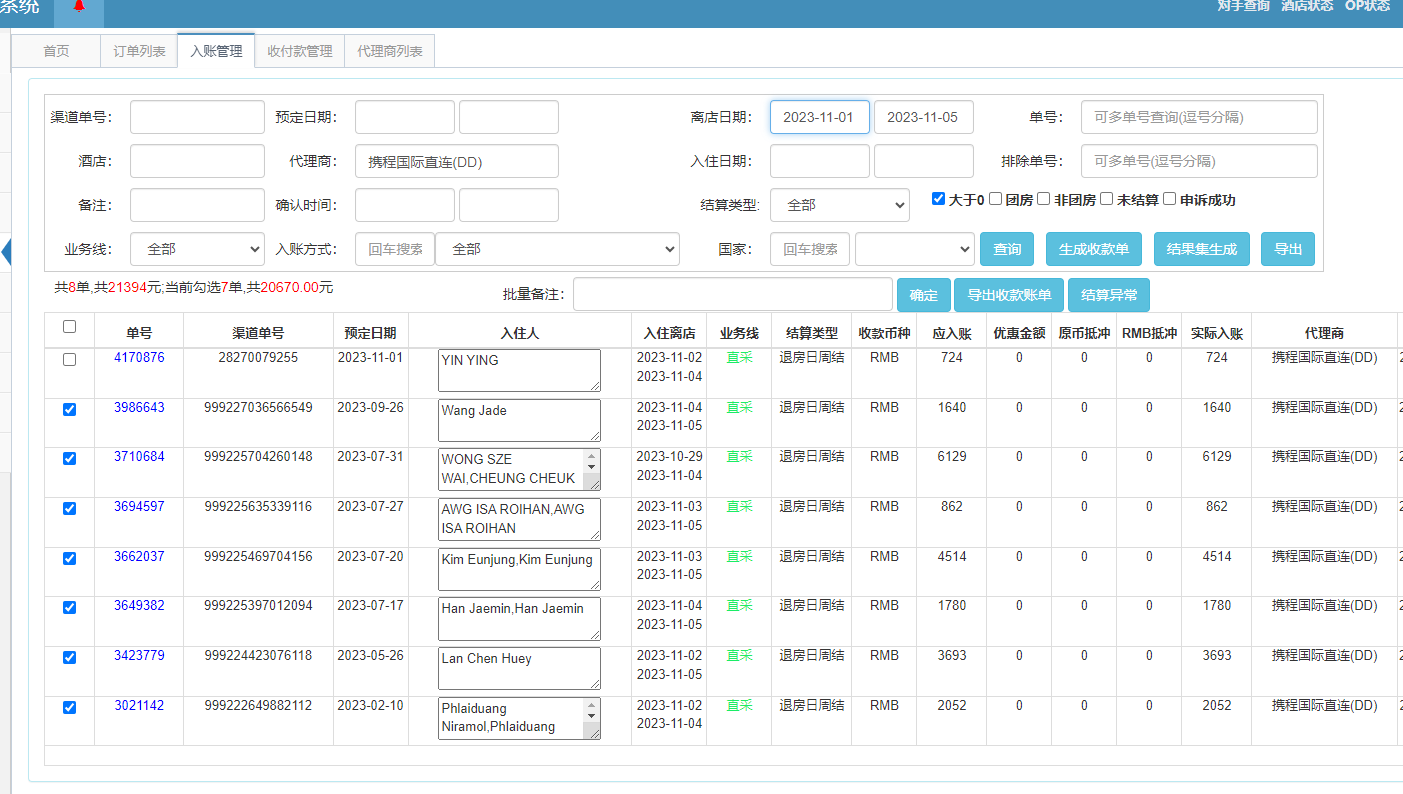 系统 对手查询 酒店状态 OP状态
首页 订单列表 入账管理 收付款管理 代理商列表
渠道单号: 预定日期: 离店日期: 2023-11-01 2023-11-05 单号: 可多单号查询(逗号分隔)
酒店: 代理商: 携程国际直连(DD) 入住日期: 排除单号: 可多单号(逗号分隔)
备注: 确认时间: 结算类型: 全部 大于0 团房 非团房 未结算 申诉成功
业务线: 全部 入账方式: 回车搜索 全部 国家: 回车搜索 查询 生成收款单 结果集生成 导出
共8单,共21394元;当前勾选7单,共20670.00元 批量备注: 确定 导出收款账单 结算异常
单号 渠道单号 预定日期 入住人 入住离店 业务线 结算类型 收款币种 应入账 优惠金额 原币抵冲 RMB抵冲 实际入账 代理商
4170876 28270079255 2023-11-01 YIN YING 2023-11-02 直采 退房日周结 RMB 724 0 0 0 724 携程国际直连(DD)
2023-11-04
3986643 999227036566549 2023-09-26 Wang Jade 2023-11-04 直采 退房日周结 RMB 1640 0 0 0 1640 携程国际直连(DD)
2023-11-05
3710684 999225704260148 2023-07-31 WONG SZE 2023-10-29 直采 退房日周结 RMB 6129 0 0 0 6129 携程国际直连(DD)
WAI,CHEUNG CHEUK 2023-11-04
3694597 999225635339116 2023-07-27 AWG ISA ROIHAN,AWG 2023-11-03 直采 退房日周结 RMB 862 0 0 0 862 携程国际直连(DD)
ISA ROIHAN 2023-11-05
3662037 999225469704156 2023-07-20 Kim Eunjung,Kim Eunjung 2023-11-03 直采 退房日周结 RMB 4514 0 0 0 4514 携程国际直连(DD)
2023-11-05
3649382 999225397012094 2023-07-17 Han Jaemin,Han Jaemin 2023-11-04 直采 退房日周结 RMB 1780 0 0 0 1780 携程国际直连(DD)
2023-11-05
3423779 999224423076118 2023-05-26 Lan Chen Huey 2023-11-02 直采 退房日周结 RMB 3693 0 0 0 3693 携程国际直连(DD)
2023-11-05
3021142 999222649882112 2023-02-10 Phlaiduang 2023-11-02 直采 退房日周结 RMB 2052 0 0 0 2052 携程国际直连(DD)
Niramol,Phlaiduang 2023-11-04